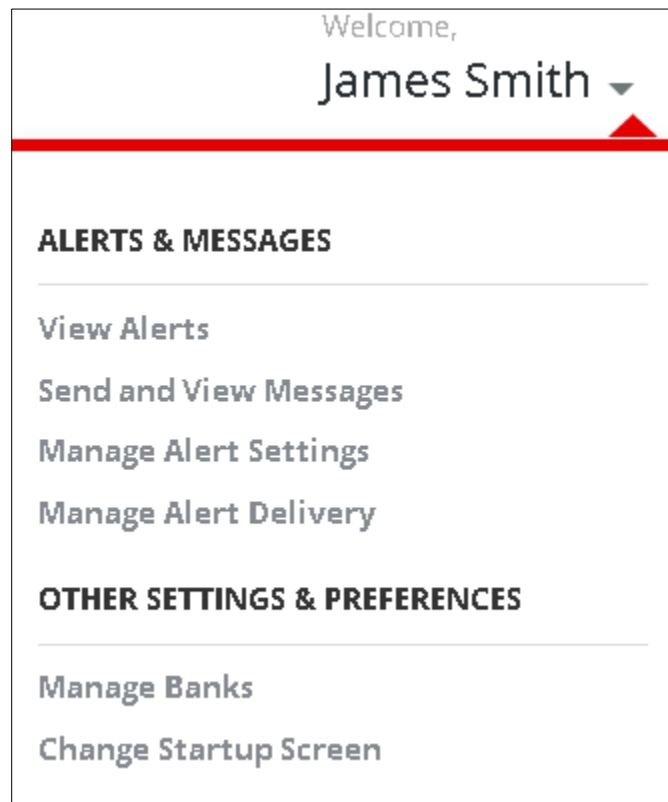 Welcome,
James Smith
ALERTS & MESSAGES
View Alerts
Send and View Messages
Manage Alert Settings
Manage Alert Delivery
OTHER SETTINGS & PREFERENCES
Manage Banks
Change Startup Screen